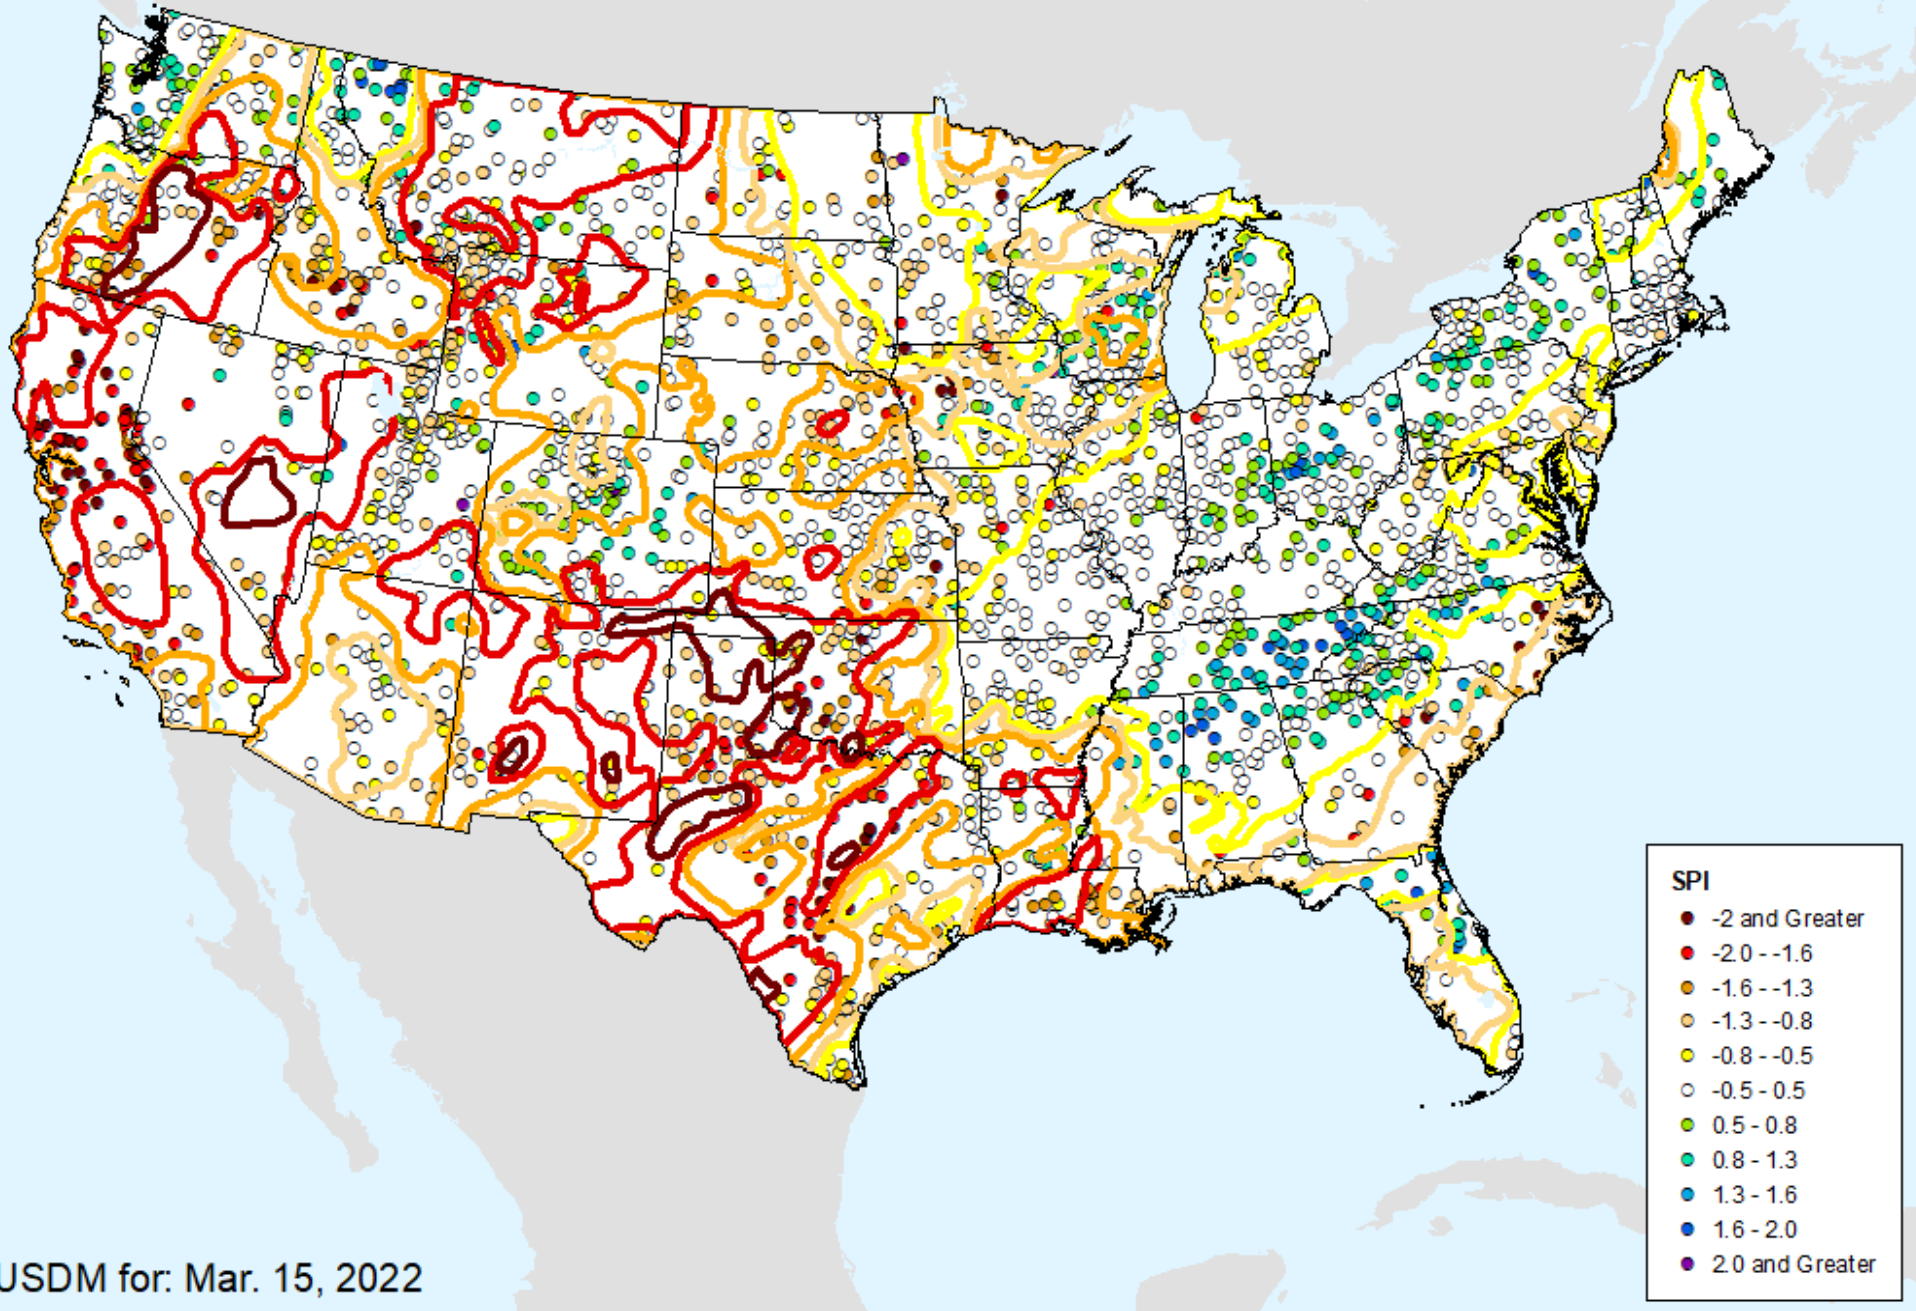 SPI
-2 and Greater
-2.0 - -1.6
-1.6 - -1.3
-1.3 - -0.8
-0.8 - -0.5
-0.5 - 0.5
0.5 - 0.8
0.8 - 1.3
1.3 - 1.6
1.6 - 2.0
2.0 and Greater
USDM for: Mar. 15, 2022